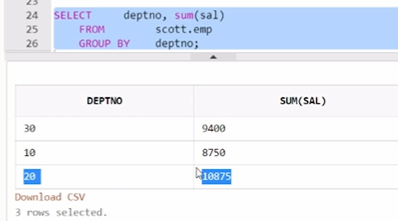 23
24 SELECT deptno, sum(sal)
25 FROM scott.emp
26 GROUP BY deptno;
DEPTNO SUM(SAL)
30 9400
10 8750
20 10875
Download CSV
3 rows selected.